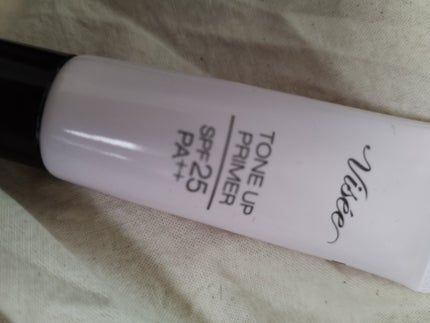 Visée
TONE UP
PRIMER
SPF25
PA++